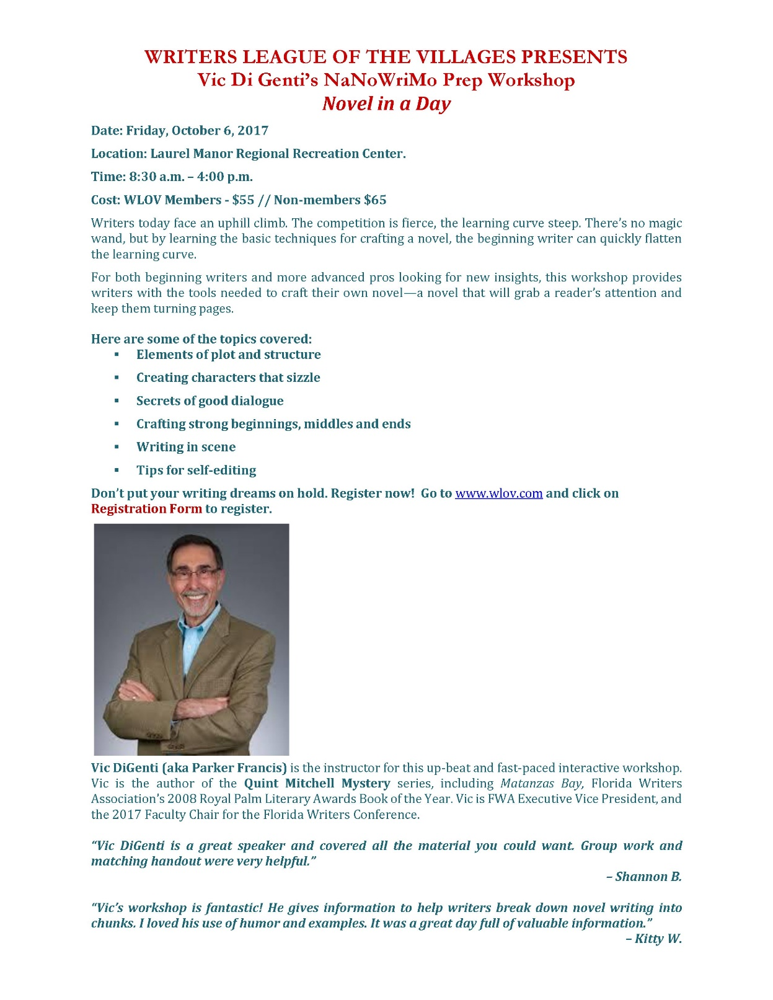 WRITERS LEAGUE OF THE VILLAGES PRESENTS
Vic Di Genti’s NaNoWriMo Prep Workshop
Novel in a Day
Date: Friday, October 6, 2017
Location: Laurel Manor Regional Recreation Center.
Time: 8:30 a.m. – 4:00 p.m.
Cost: WLOV Members - $55 // Non-members $65
Writers today face an uphill climb. The competition is fierce, the learning curve steep. There’s no magic
wand, but by learning the basic techniques for crafting a novel, the beginning writer can quickly flatten
the learning curve.
For both beginning writers and more advanced pros looking for new insights, this workshop provides
writers with the tools needed to craft their own novel—a novel that will grab a reader’s attention and
keep them turning pages.
Here are some of the topics covered:
▪ Elements of plot and structure
▪ Creating characters that sizzle
▪ Secrets of good dialogue
▪ Crafting strong beginnings, middles and ends
▪ Writing in scene
▪ Tips for self-editing
Don’t put your writing dreams on hold. Register now!  Go to www.wlov.com and click on
Registration Form to register.
Vic DiGenti (aka Parker Francis) is the instructor for this up-beat and fast-paced interactive workshop.
Vic is the author of the Quint Mitchell Mystery series, including Matanzas Bay, Florida Writers
Association’s 2008 Royal Palm Literary Awards Book of the Year. Vic is FWA Executive Vice President, and
the 2017 Faculty Chair for the Florida Writers Conference.
“Vic DiGenti is a great speaker and covered all the material you could want. Group work and
matching handout were very helpful.”
– Shannon B.
“Vic’s workshop is fantastic! He gives information to help writers break down novel writing into
chunks. I loved his use of humor and examples. It was a great day full of valuable information.”
– Kitty W.